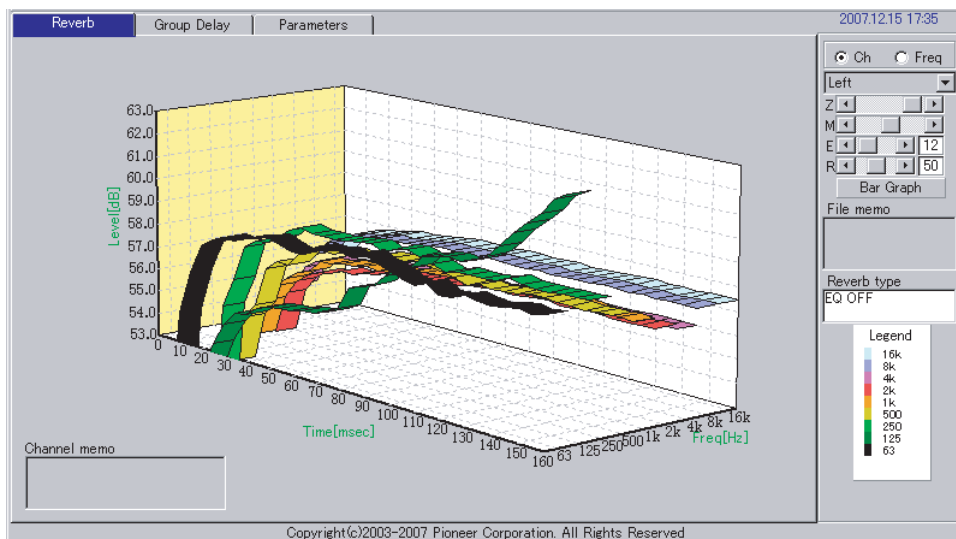 Reverb
Group Delay
Parameters
2007.12.15 17:35
Ch
Freq
Left
Z
M
E
12
R
50
Bar Graph
File memo
Reverb type
EQ OFF
Legend
16k
8k
4k
2k
1k
500
250
125
63
Level[dB]
63.0
62.0
61.0
60.0
59.0
58.0
57.0
56.0
55.0
54.0
53.0
0 10 20 30 40 50 60 70 80 90 100 110 120 130 140 150 160
Time[msec]
63 125 250 500 1k 2k 4k 8k 16k
Freq[Hz]
Channel memo
Copyright(c)2003-2007 Pioneer Corporation. All Rights Reserved